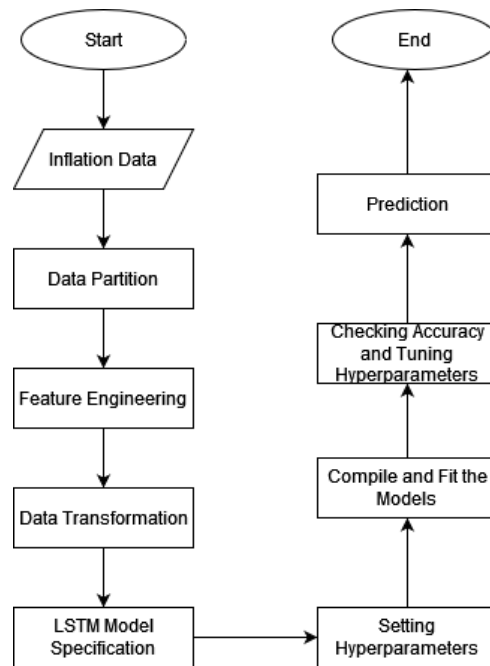 Start
Inflation Data
Data Partition
Feature Engineering
Data Transformation
LSTM Model
Specification
Setting
Hyperparameters
Compile and Fit the
Models
Checking Accuracy
and Tuning
Hyperparameters
Prediction
End